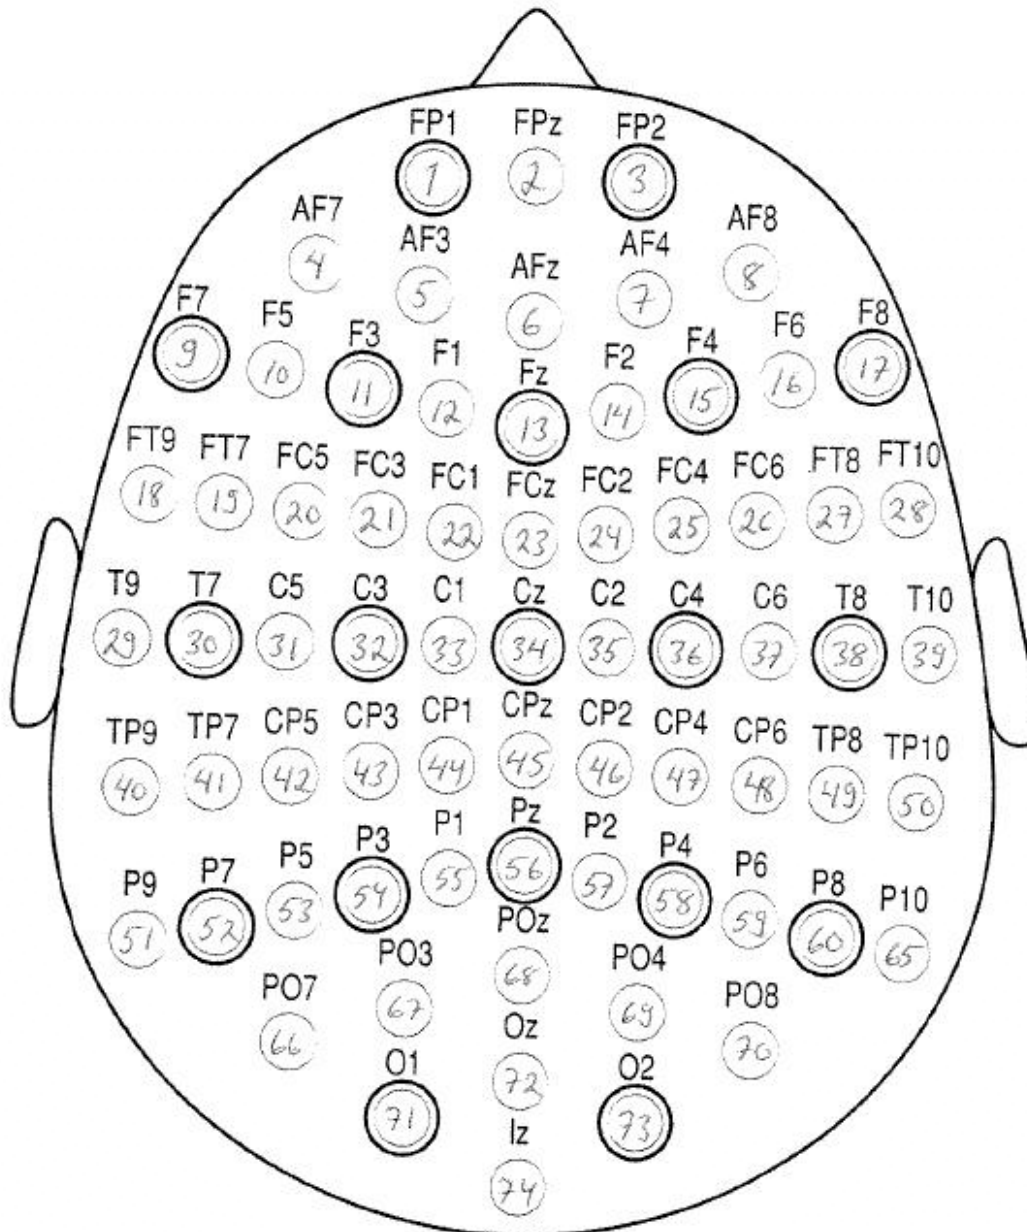 FP1 FPz FP2
1 2 3
AF7 AF3 AFz AF4 AF8
4 5 6 7 8
F7 F5 F3 F1 Fz F2 F4 F6 F8
9 10 11 12 13 14 15 16 17
FT9 FT7 FC5 FC3 FC1 FCz FC2 FC4 FC6 FT8 FT10
18 19 20 21 22 23 24 25 26 27 28
T9 T7 C5 C3 C1 Cz C2 C4 C6 T8 T10
29 30 31 32 33 34 35 36 37 38 39
TP9 TP7 CP5 CP3 CP1 CPz CP2 CP4 CP6 TP8 TP10
40 41 42 43 44 45 46 47 48 49 50
P9 P7 P5 P3 P1 Pz P2 P4 P6 P8 P10
51 52 53 54 55 56 57 58 59 60 65
PO7 PO3 POz PO4 PO8
66 67 68 69 70
O1 Oz O2
71 72 73
Iz
74